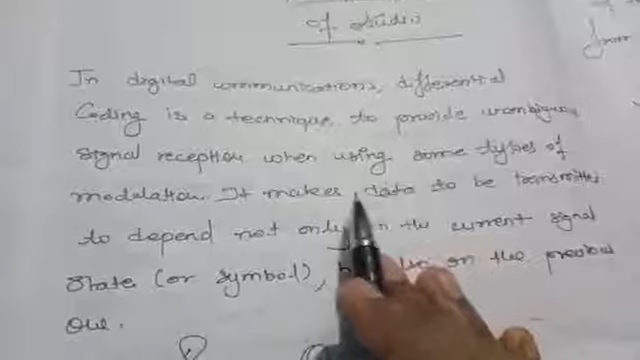 of studio
In digital communications, differential
Coding is a technique to provide unambiguous
signal reception when using some types of
modulation. It makes data to be transmitted
to depend not only on the current signal
state (or symbol), but also on the previous
one.
from